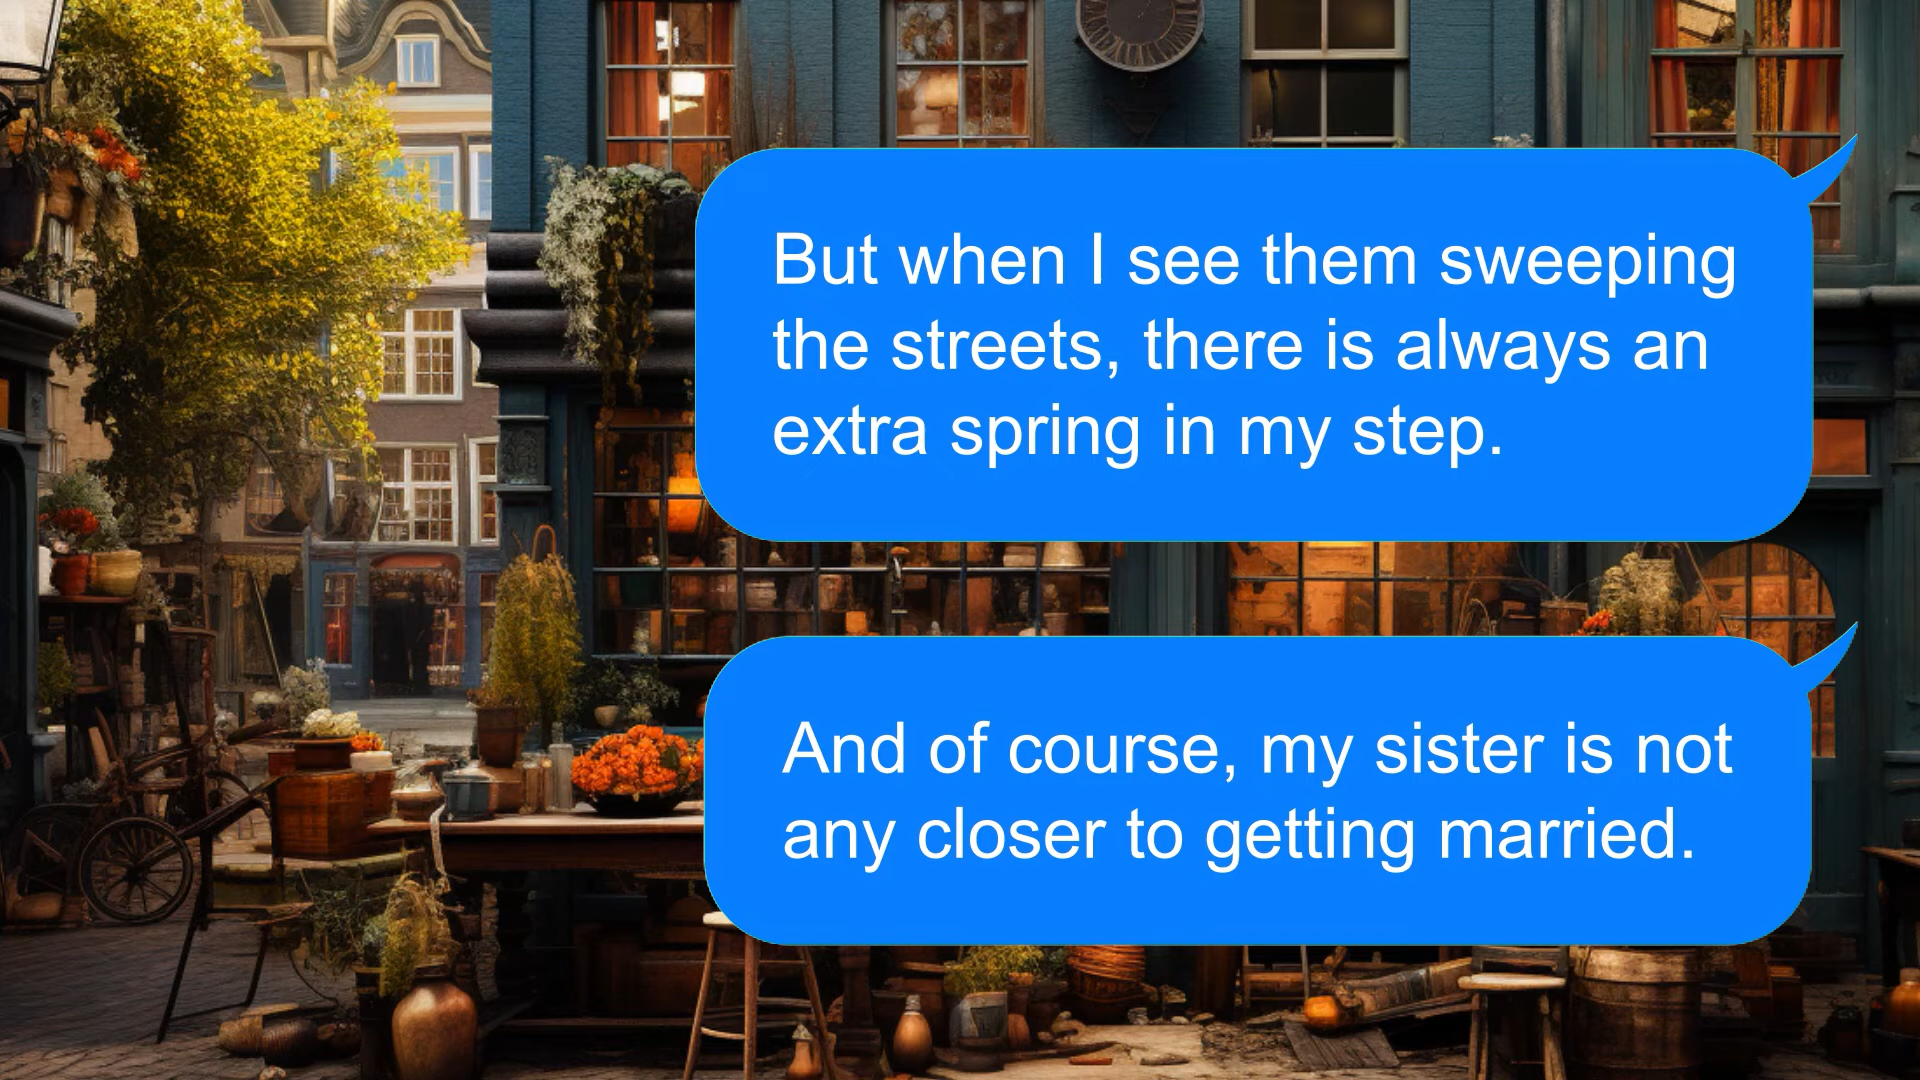 But when I see them sweeping
the streets, there is always an
extra spring in my step.
And of course, my sister is not
any closer to getting married.